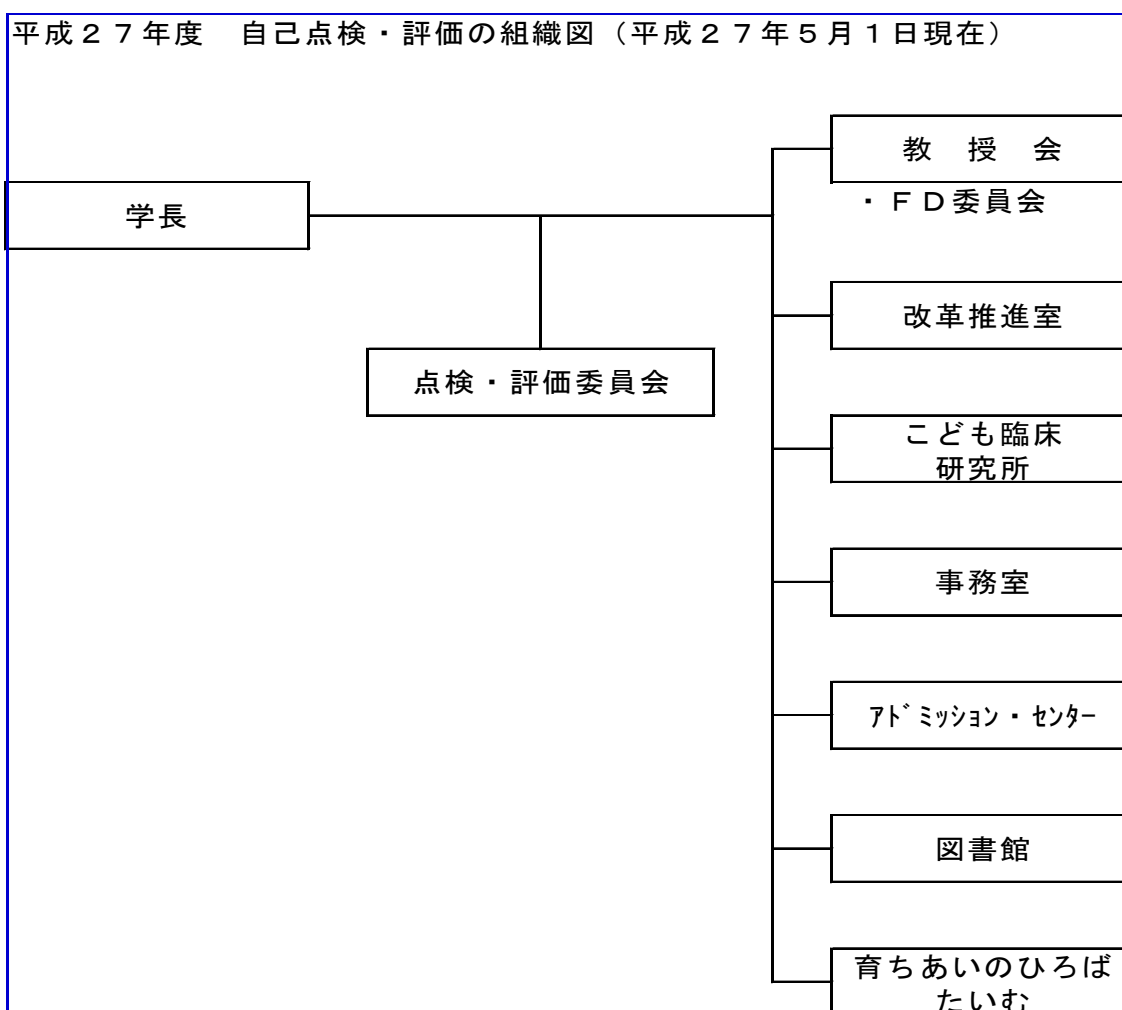 平成２７年度　自己点検・評価の組織図（平成２７年５月１日現在）
教　授　会
学長
・ＦＤ委員会
改革推進室
点検・評価委員会
こども臨床
研究所
事務室
ｱﾄﾞﾐｯｼｮﾝ・ｾﾝﾀｰ
図書館
育ちあいのひろば
たいむ